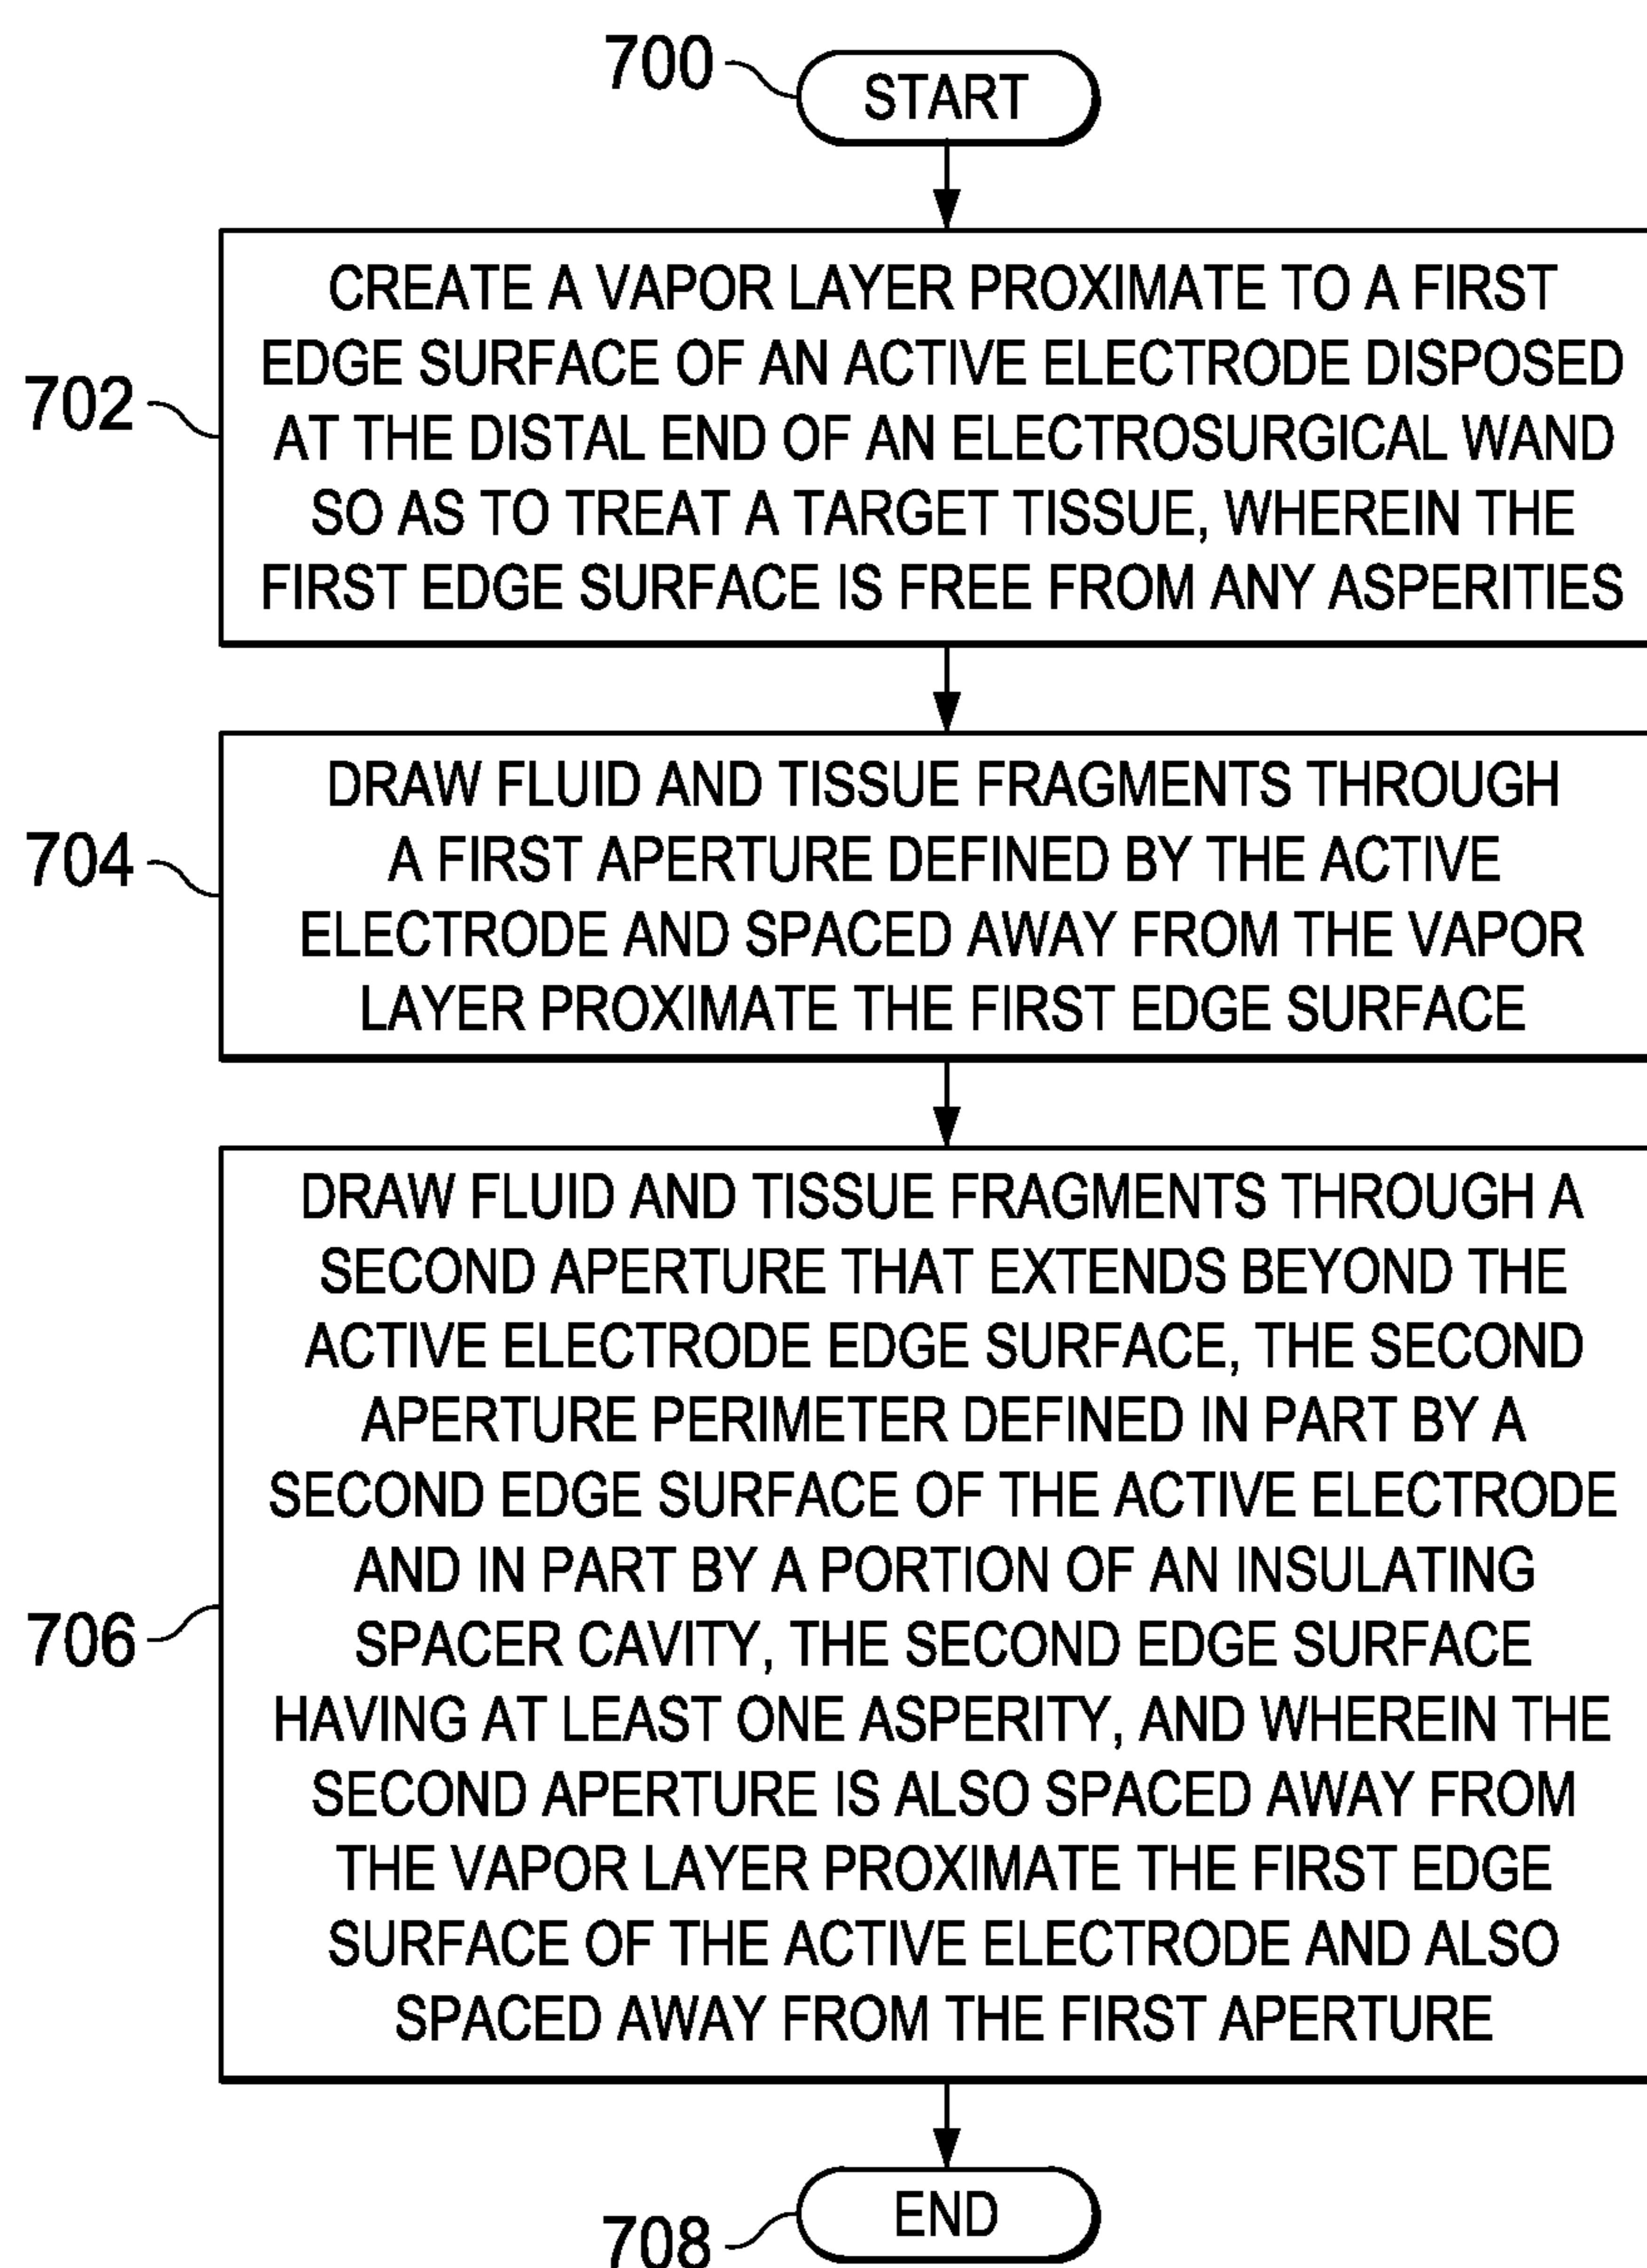 700
START
702
CREATE A VAPOR LAYER PROXIMATE TO A FIRST
EDGE SURFACE OF AN ACTIVE ELECTRODE DISPOSED
AT THE DISTAL END OF AN ELECTROSURGICAL WAND
SO AS TO TREAT A TARGET TISSUE, WHEREIN THE
FIRST EDGE SURFACE IS FREE FROM ANY ASPERITIES
704
DRAW FLUID AND TISSUE FRAGMENTS THROUGH
A FIRST APERTURE DEFINED BY THE ACTIVE
ELECTRODE AND SPACED AWAY FROM THE VAPOR
LAYER PROXIMATE THE FIRST EDGE SURFACE
706
DRAW FLUID AND TISSUE FRAGMENTS THROUGH A
SECOND APERTURE THAT EXTENDS BEYOND THE
ACTIVE ELECTRODE EDGE SURFACE, THE SECOND
APERTURE PERIMETER DEFINED IN PART BY A
SECOND EDGE SURFACE OF THE ACTIVE ELECTRODE
AND IN PART BY A PORTION OF AN INSULATING
SPACER CAVITY, THE SECOND EDGE SURFACE
HAVING AT LEAST ONE ASPERITY, AND WHEREIN THE
SECOND APERTURE IS ALSO SPACED AWAY FROM
THE VAPOR LAYER PROXIMATE THE FIRST EDGE
SURFACE OF THE ACTIVE ELECTRODE AND ALSO
SPACED AWAY FROM THE FIRST APERTURE
708
END